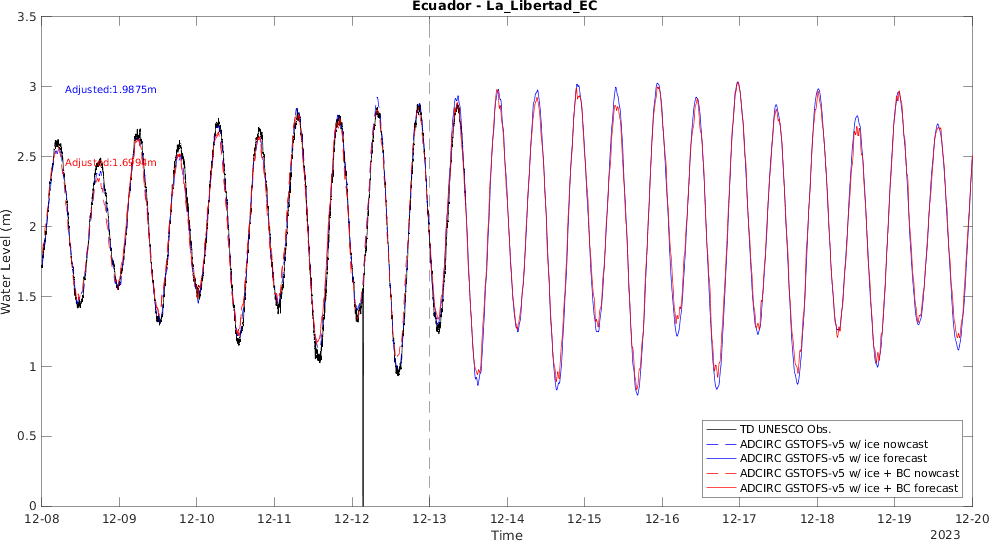 Ecuador - La_Libertad_EC
3.5
3
2.5
2
1.5
1
0.5
0
Water Level (m)
Adjusted:1.9875m
Adjusted:1.6994m
TD UNESCO Obs.
ADCIRC GSTOFS-v5 w/ ice nowcast
ADCIRC GSTOFS-v5 w/ ice forecast
ADCIRC GSTOFS-v5 w/ ice + BC nowcast
ADCIRC GSTOFS-v5 w/ ice + BC forecast
12-08 12-09 12-10 12-11 12-12 12-13 12-14 12-15 12-16 12-17 12-18 12-19 12-20
Time
2023